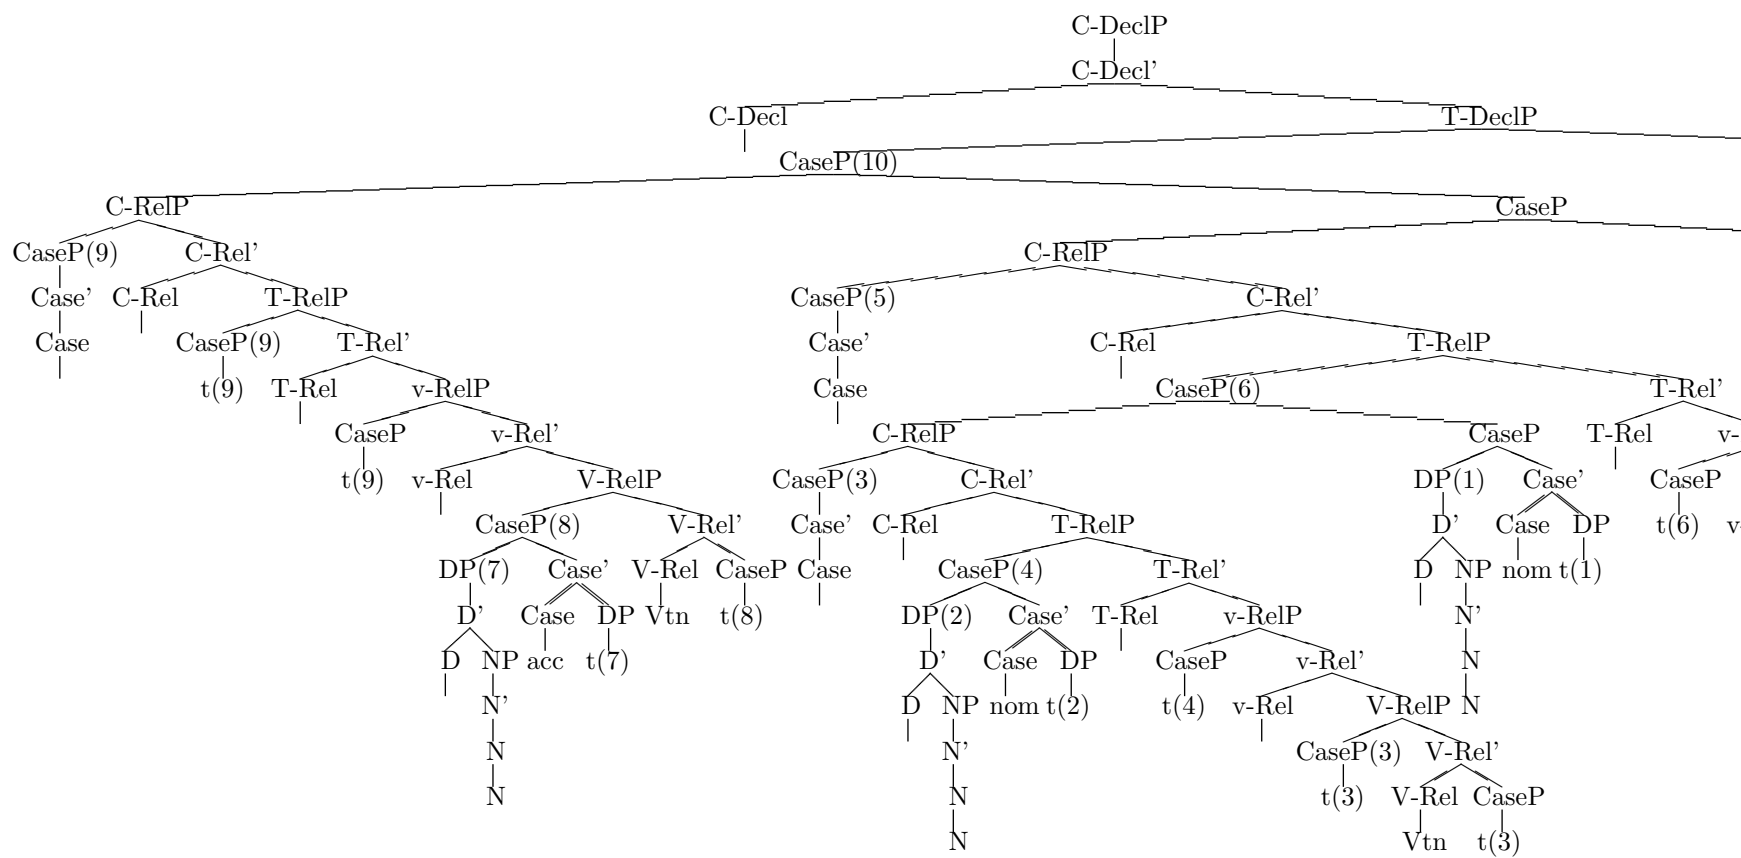 C-DeclP
C-Decl’
C-Decl T-DeclP
CaseP(10)
C-RelP CaseP
CaseP(9) C-Rel’ C-RelP
Case’ C-Rel T-RelP CaseP(5) C-Rel’
Case CaseP(9) T-Rel’ Case’ C-Rel T-RelP
t(9) T-Rel v-RelP Case CaseP(6) T-Rel’
CaseP v-Rel’ C-RelP CaseP T-Rel v-
t(9) v-Rel V-RelP CaseP(3) C-Rel’ DP(1) Case’ CaseP
CaseP(8) V-Rel’ Case’ C-Rel T-RelP D’ Case DP t(6) v-
DP(7) Case’ V-Rel CaseP Case CaseP(4) T-Rel’ D NP nom t(1)
D’ Case DP Vtn t(8) DP(2) Case’ T-Rel v-RelP N’
D NP acc t(7) D’ Case DP CaseP v-Rel’ N
N’ D NP nom t(2) t(4) v-Rel V-RelP N
N N’ CaseP(3) V-Rel’
N N t(3) V-Rel CaseP
N Vtn t(3)